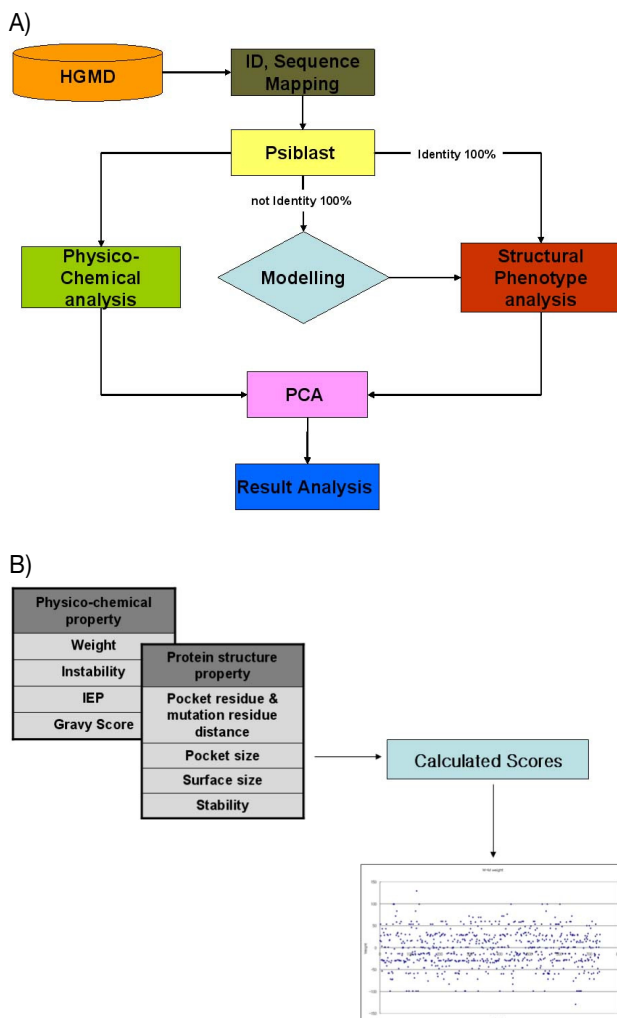 A)
HGMD
ID, Sequence
Mapping
Psiblast
Identity 100%
not Identity 100%
Physico-
Chemical
analysis
Modelling
Structural
Phenotype
analysis
PCA
Result Analysis
B)
Physico-chemical
property
Weight
Instability
IEP
Gravy Score
Protein structure
property
Pocket residue &
mutation residue
distance
Pocket size
Surface size
Stability
Calculated Scores